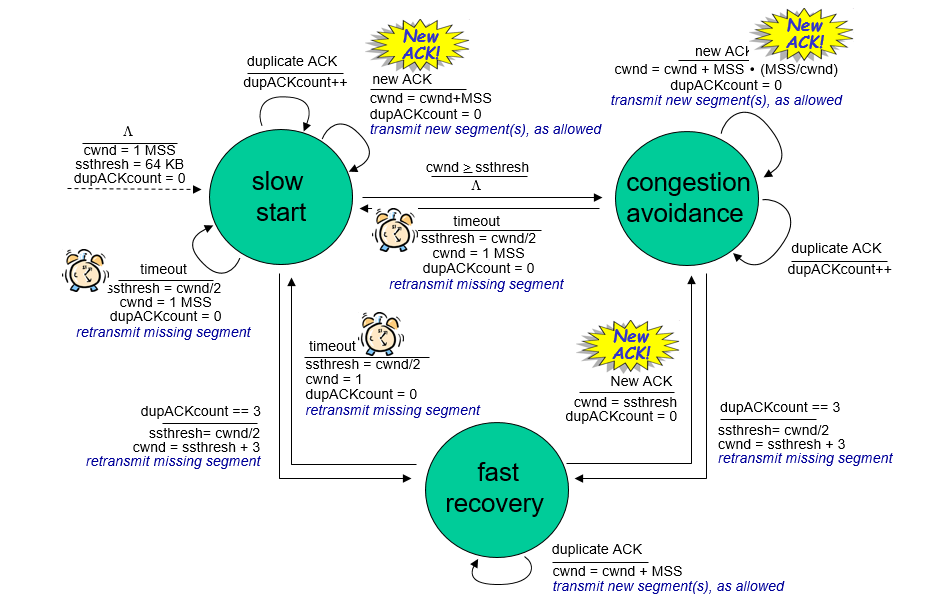 duplicate ACK
dupACKcount++
New
ACK!
new ACK
cwnd = cwnd+MSS
dupACKcount = 0
transmit new segment(s), as allowed
New
ACK!
new ACK
cwnd = cwnd + MSS • (MSS/cwnd)
dupACKcount = 0
transmit new segment(s), as allowed
Λ
cwnd = 1 MSS
ssthresh = 64 KB
dupACKcount = 0
slow
start
cwnd ≥ ssthresh
Λ
congestion
avoidance
timeout
ssthresh = cwnd/2
cwnd = 1 MSS
dupACKcount = 0
retransmit missing segment
timeout
ssthresh = cwnd/2
cwnd = 1 MSS
dupACKcount = 0
retransmit missing segment
duplicate ACK
dupACKcount++
timeout
ssthresh = cwnd/2
cwnd = 1
dupACKcount = 0
retransmit missing segment
New
ACK!
New ACK
cwnd = ssthresh
dupACKcount = 0
dupACKcount == 3
ssthresh= cwnd/2
cwnd = ssthresh + 3
retransmit missing segment
dupACKcount == 3
ssthresh= cwnd/2
cwnd = ssthresh + 3
retransmit missing segment
fast
recovery
duplicate ACK
cwnd = cwnd + MSS
transmit new segment(s), as allowed